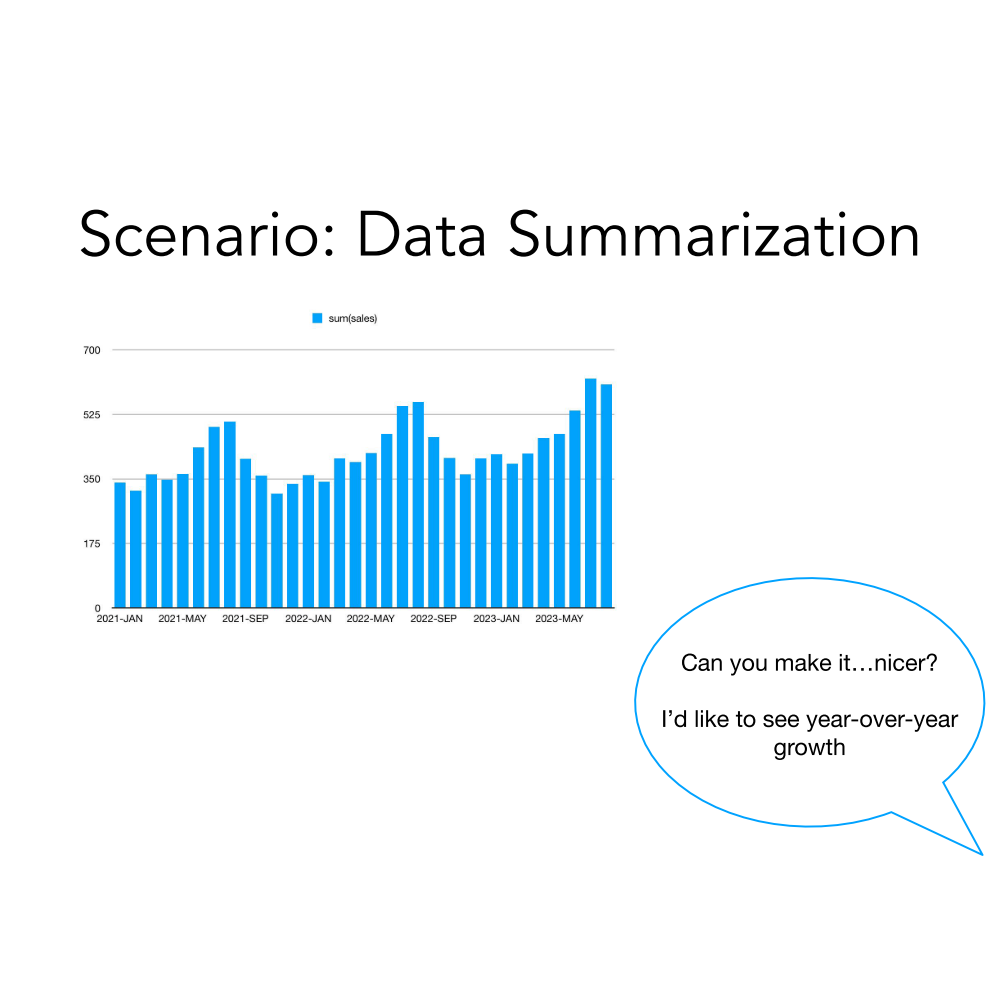 Scenario: Data Summarization
sum(sales)
700
525
350
175
0
2021-JAN 2021-MAY 2021-SEP 2022-JAN 2022-MAY 2022-SEP 2023-JAN 2023-MAY
Can you make it…nicer?
I’d like to see year-over-year
growth